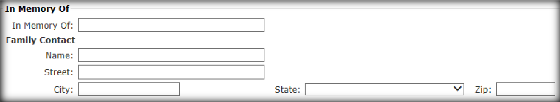 In Memory Of
In Memory Of:
Family Contact
Name:
Street:
City: State: Zip: